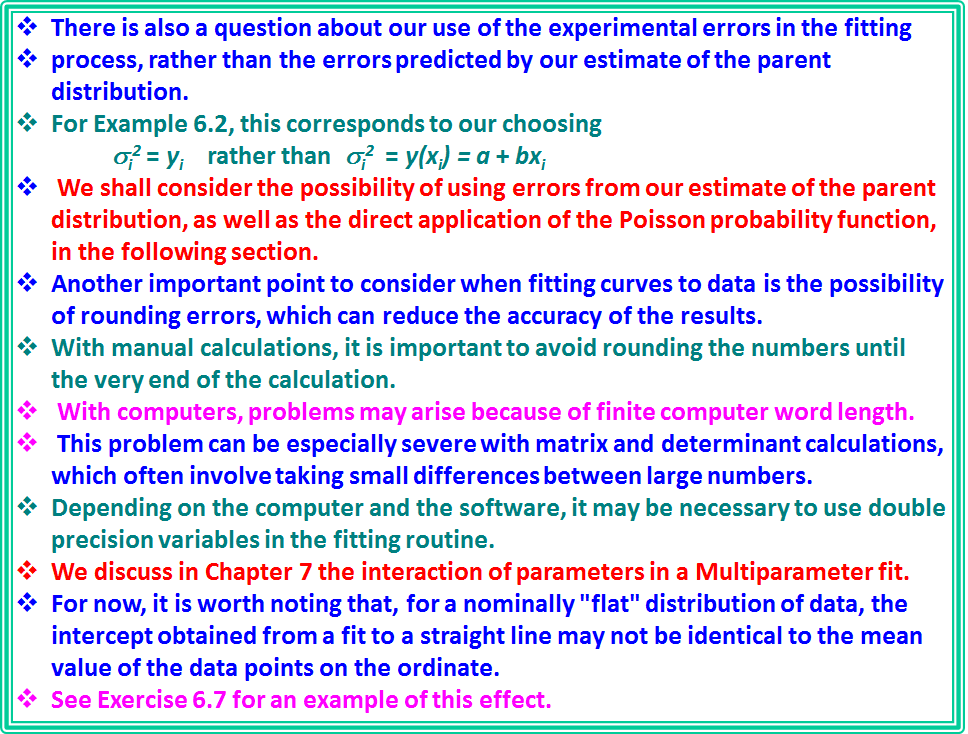 ❖ There is also a question about our use of the experimental errors in the fitting
❖ process, rather than the errors predicted by our estimate of the parent
distribution.
❖ For Example 6.2, this corresponds to our choosing
σᵢ² = yᵢ rather than σᵢ² = y(xᵢ) = a + bxᵢ
❖ We shall consider the possibility of using errors from our estimate of the parent
distribution, as well as the direct application of the Poisson probability function,
in the following section.
❖ Another important point to consider when fitting curves to data is the possibility
of rounding errors, which can reduce the accuracy of the results.
❖ With manual calculations, it is important to avoid rounding the numbers until
the very end of the calculation.
❖ With computers, problems may arise because of finite computer word length.
❖ This problem can be especially severe with matrix and determinant calculations,
which often involve taking small differences between large numbers.
❖ Depending on the computer and the software, it may be necessary to use double
precision variables in the fitting routine.
❖ We discuss in Chapter 7 the interaction of parameters in a Multiparameter fit.
❖ For now, it is worth noting that, for a nominally "flat" distribution of data, the
intercept obtained from a fit to a straight line may not be identical to the mean
value of the data points on the ordinate.
❖ See Exercise 6.7 for an example of this effect.